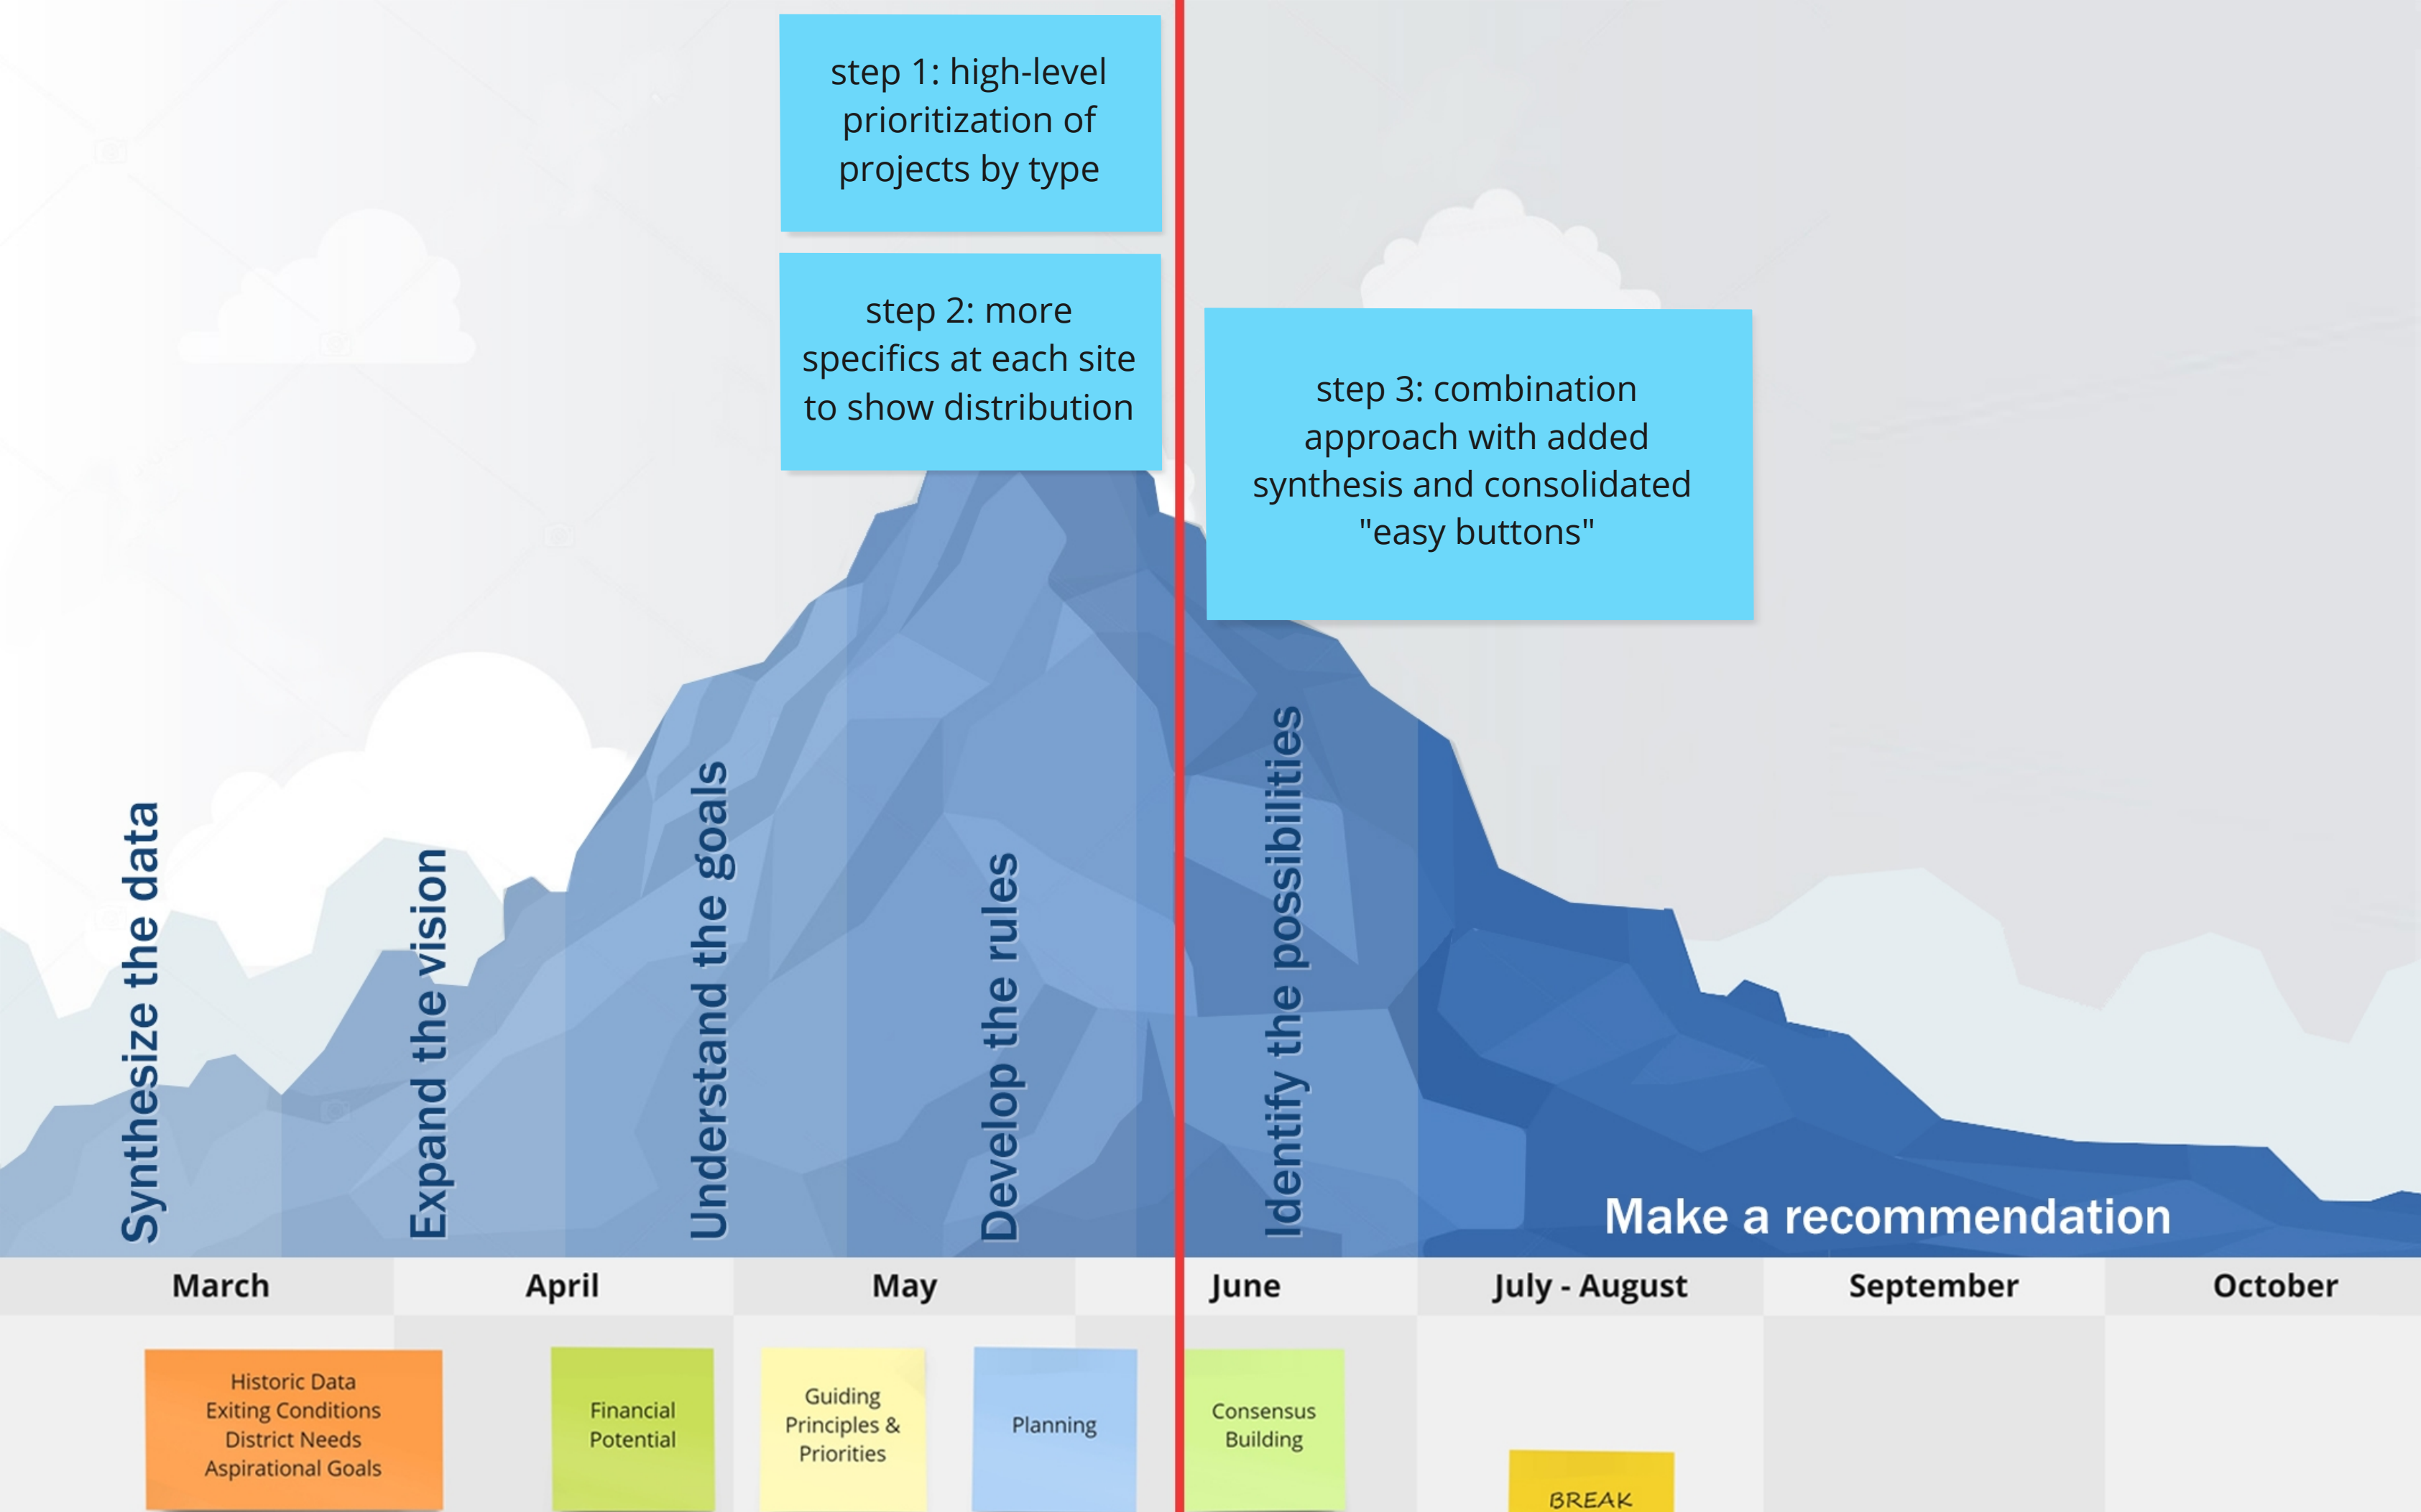 step 1: high-level
prioritization of
projects by type
step 2: more
specifics at each site
to show distribution
step 3: combination
approach with added
synthesis and consolidated
"easy buttons"
Synthesize the data
Expand the vision
Understand the goals
Develop the rules
Identify the possibilities
Make a recommendation
March
April
May
June
July - August
September
October
Historic Data
Exiting Conditions
District Needs
Aspirational Goals
Financial
Potential
Guiding
Principles &
Priorities
Planning
Consensus
Building
BREAK